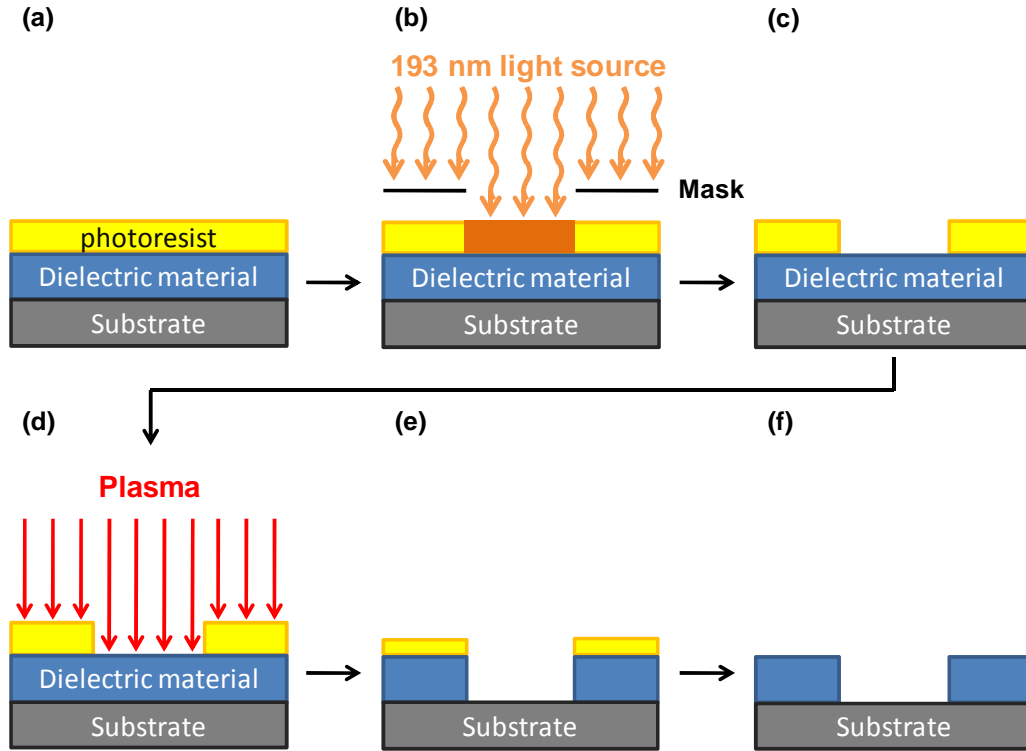 (a)
(b)
(c)
193 nm light source
Mask
photoresist
Dielectric material
Dielectric material
Dielectric material
Substrate
Substrate
Substrate
(d)
(e)
(f)
Plasma
Dielectric material
Substrate
Substrate
Substrate